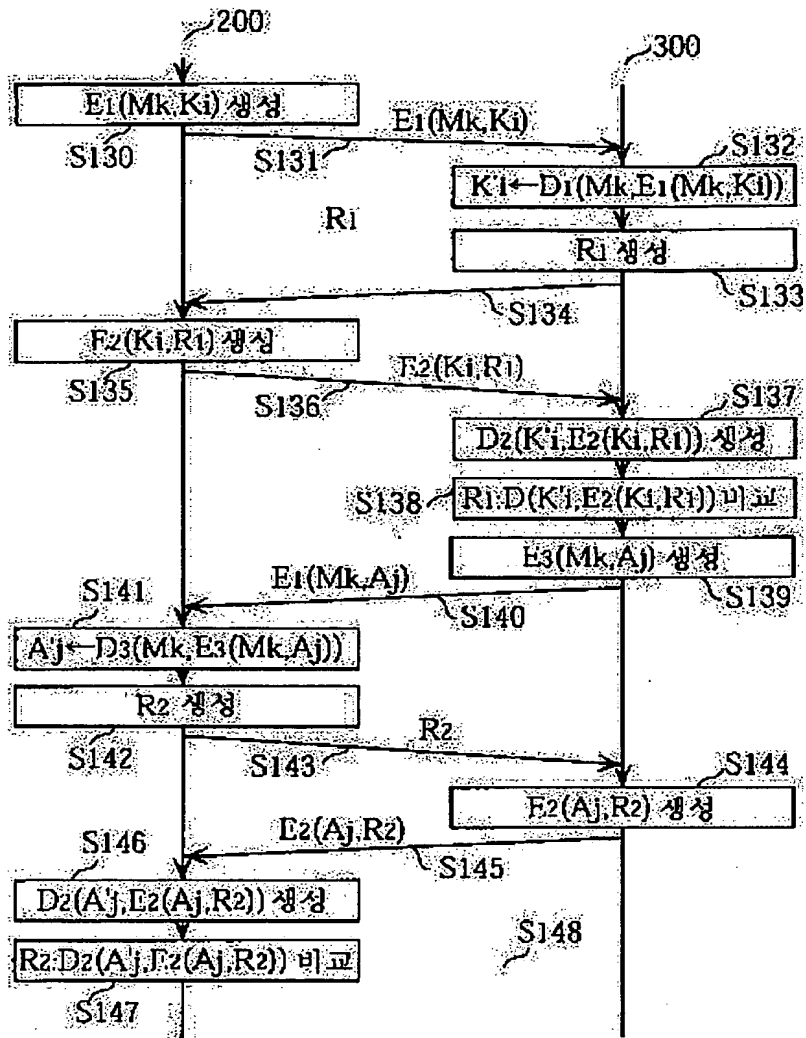 200
300
E1(Mk,Ki) 생성
E1(Mk,Ki)
S130
S131
S132
K'i←D1(Mk,E1(Mk,Ki))
R1
R1 생성
S133
S134
E2(Ki,R1) 생성
E2(Ki,R1)
S135
S136
S137
D2(K'i,E2(Ki,R1)) 생성
S138
R1.D(K'i,E2(Ki,R1)) 비교
E3(Mk,Aj) 생성
E1(Mk,Aj)
S139
S141
S140
A'j←D3(Mk,E3(Mk,Aj))
R2 생성
R2
S142
S143
S144
E2(Aj,R2) 생성
E2(Aj,R2)
S146
S145
D2(A'j,E2(Aj,R2)) 생성
S148
R2.D2(A'j,E2(Aj,R2)) 비교
S147